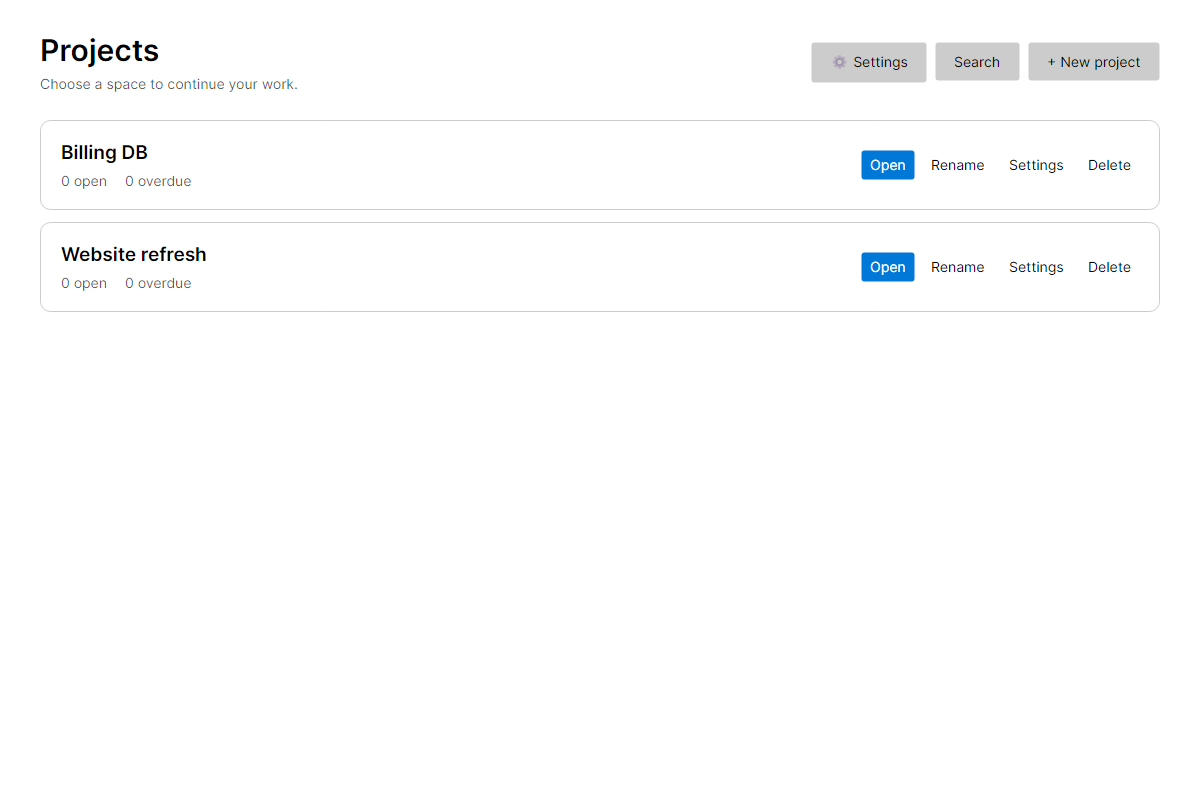 Projects
Choose a space to continue your work.
Settings
Search
+ New project
Billing DB
0 open 0 overdue
Open Rename Settings Delete
Website refresh
0 open 0 overdue
Open Rename Settings Delete